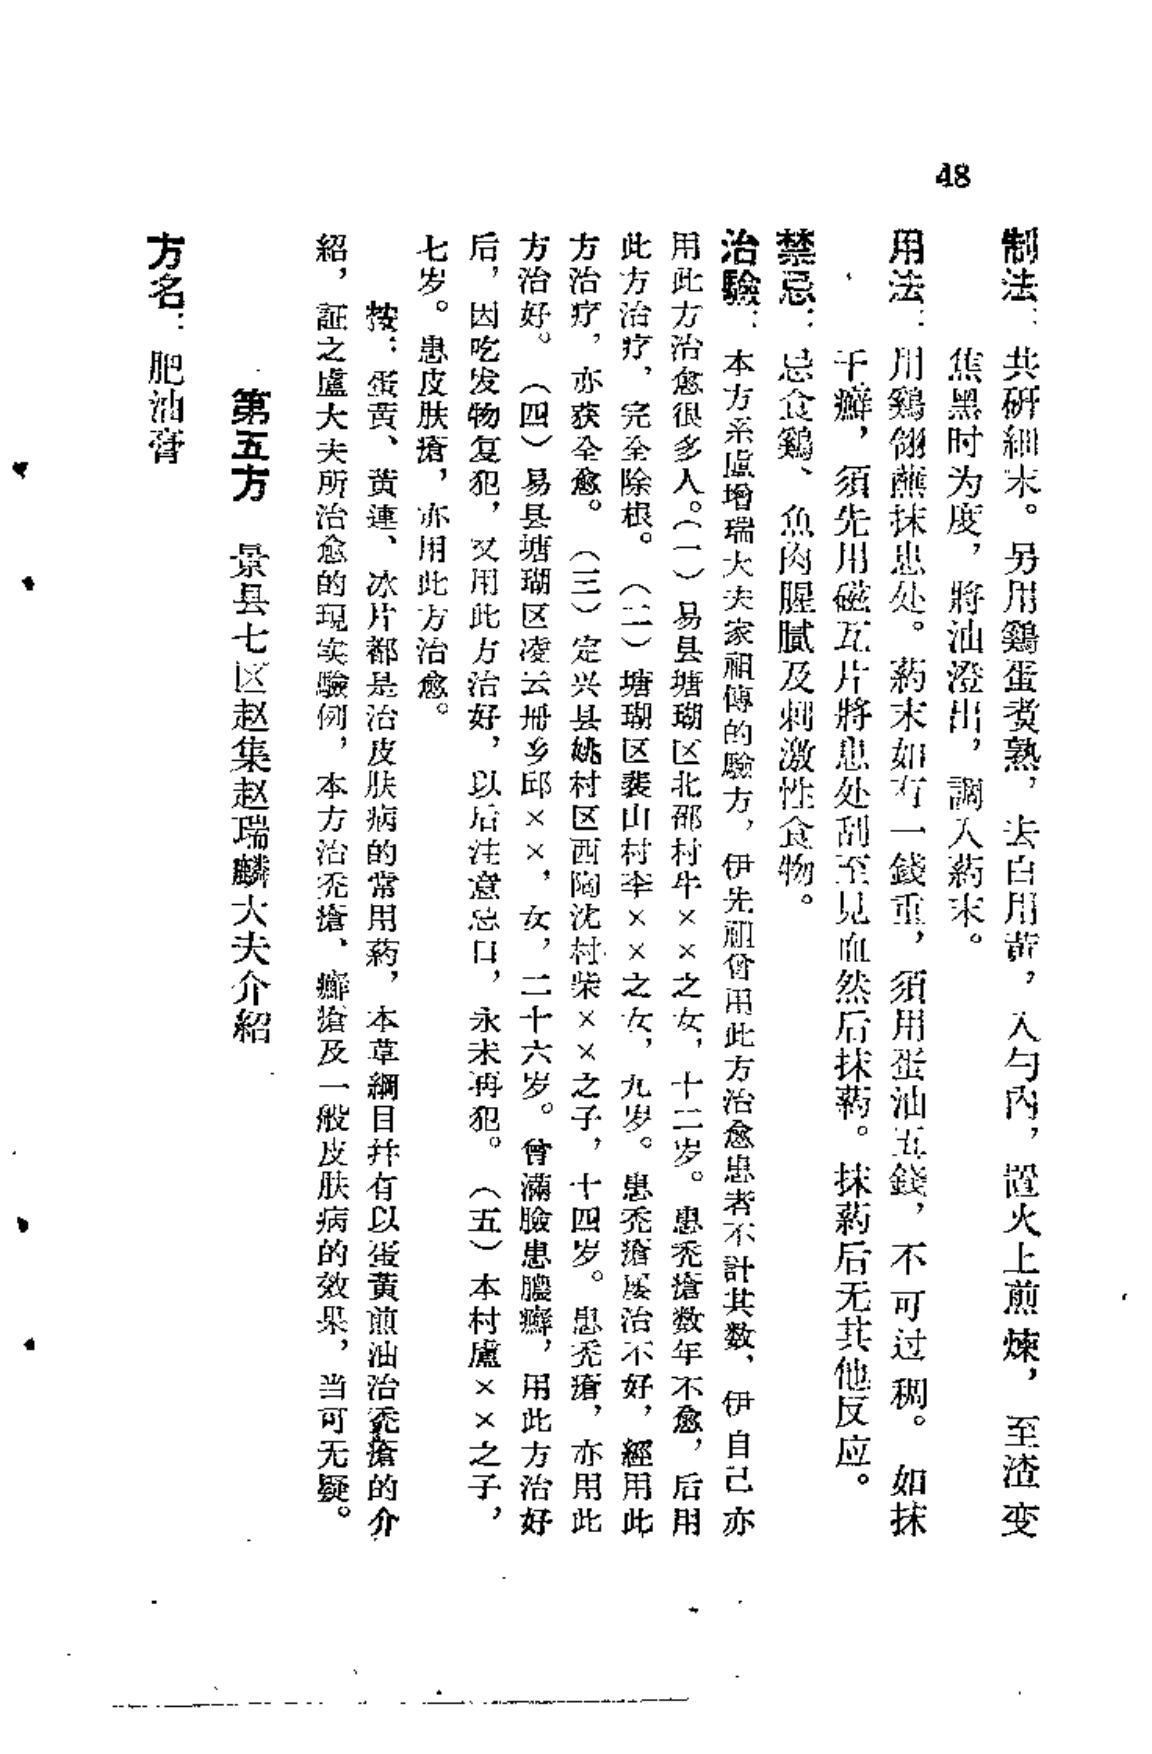 48
制法：共研細末。另用鷄蛋煮熟，去白用黃，入勺內，置火上煎煉，至渣变
焦黑时为度，將油澄出，調入葯末。
用法：用鷄翎蘸抹患处。葯末如有一錢重，須用蛋油五錢，不可过稠。如抹
干癬，須先用磁瓦片將患处刮至見血然后抹葯。抹葯后无其他反应。
禁忌：忌食鷄、魚肉腥膩及刺激性食物。
治驗：本方系盧增瑞大夫家祖傳的驗方，伊先祖曾用此方治愈患者不計其数、伊自己亦
用此方治愈很多人。（一）易县塘瑚区北邵村牛××之女，十二岁。患禿瘡数年不愈，后用
此方治疗，完全除根。（二）塘瑚区裴山村李××之女，九岁。患禿瘡屡治不好，經用此
方治疗，亦获全愈。（三）定兴县姚村区西陶沈村柴××之子，十四岁。患禿瘡，亦用此
方治好。（四）易县塘瑚区凌云册乡邱××，女，二十六岁。曾滿臉患膿癬，用此方治好
后，因吃发物复犯，又用此方治好，以后注意忌口，永未再犯。（五）本村盧××之子，
七岁。患皮肤瘡，亦用此方治愈。
按：蛋黃、黃連、冰片都是治皮肤病的常用葯，本草綱目幷有以蛋黃煎油治禿瘡的介
紹，証之盧大夫所治愈的現实驗例，本方治禿瘡、癬瘡及一般皮肤病的效果，当可无疑。
第五方 景县七区赵集赵瑞麟大夫介紹
方名：肥油膏